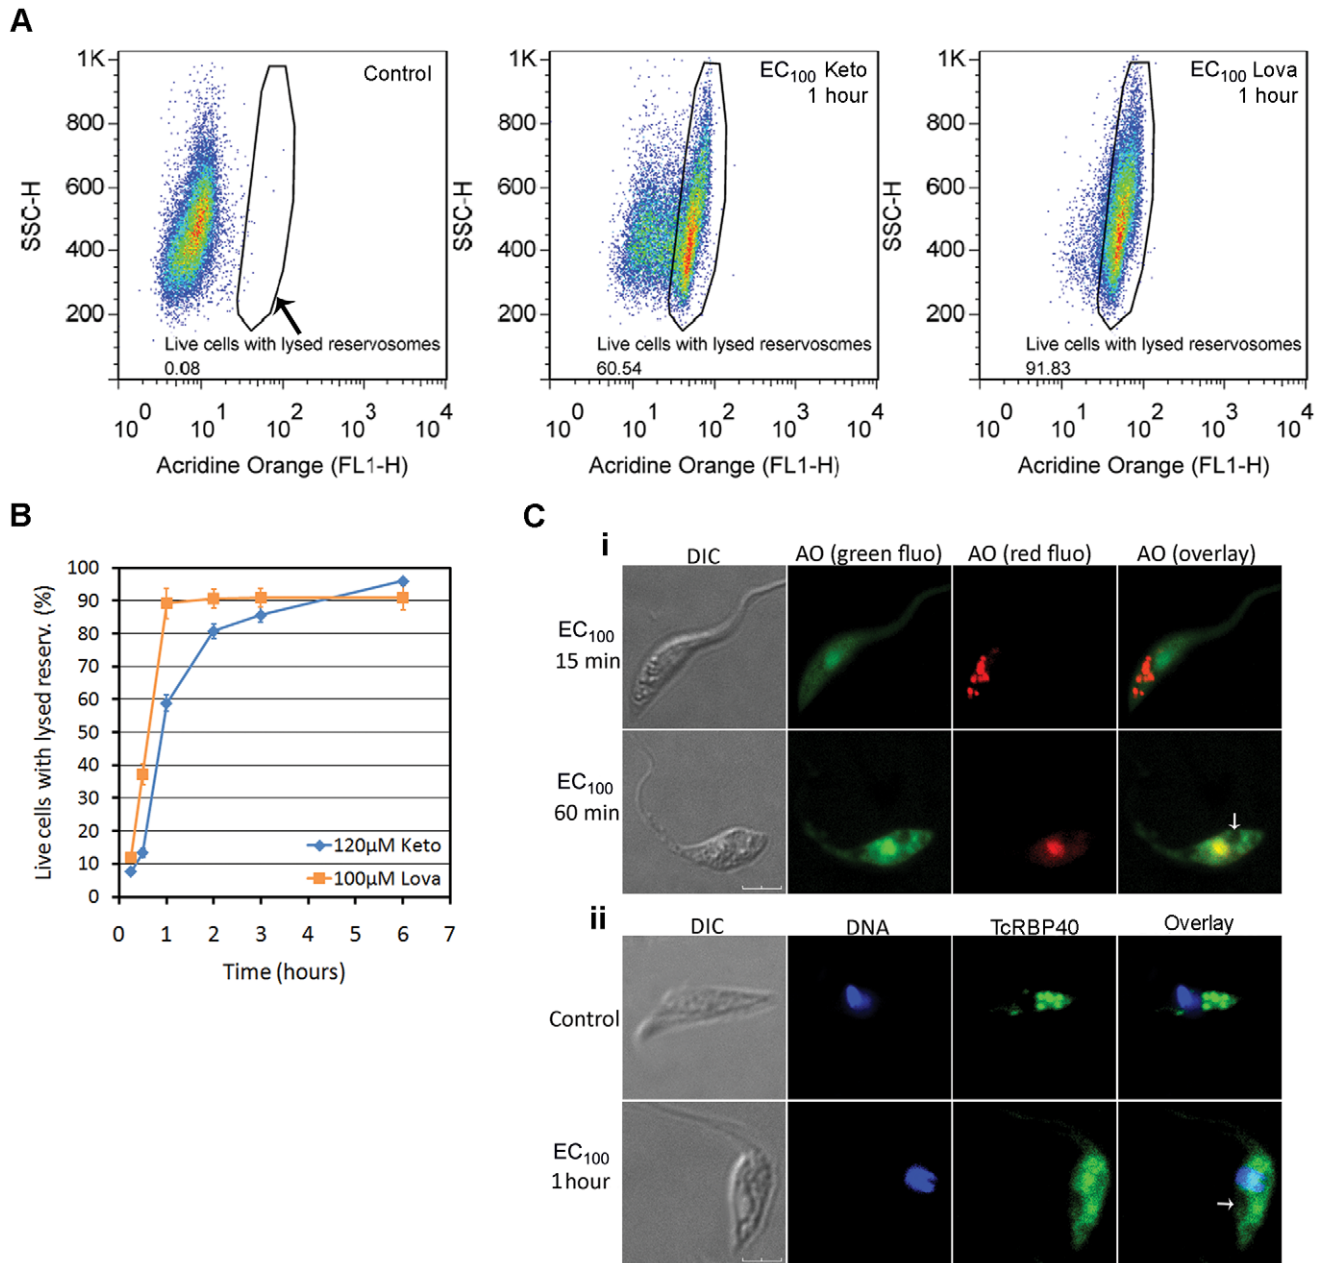 A
1K
800
600
400
200
SSC-H
Control
Live cells with lysed reservosomes
0.08
10^0 10^1 10^2 10^3 10^4
Acridine Orange (FL1-H)
1K
800
600
400
200
SSC-H
EC100 Keto
1 hour
Live cells with lysed reservosomes
60.54
10^0 10^1 10^2 10^3 10^4
Acridine Orange (FL1-H)
1K
800
600
400
200
SSC-H
EC100 Lova
1 hour
Live cells with lysed reservosomes
91.83
10^0 10^1 10^2 10^3 10^4
Acridine Orange (FL1-H)
B
Live cells with lysed reserv. (%)
100
90
80
70
60
50
40
30
20
10
0
120µM Keto
100µM Lova
0 1 2 3 4 5 6 7
Time (hours)
C
i
DIC AO (green fluo) AO (red fluo) AO (overlay)
EC100
15 min
EC100
60 min
ii
DIC DNA TcRBP40 Overlay
Control
EC100
1hour